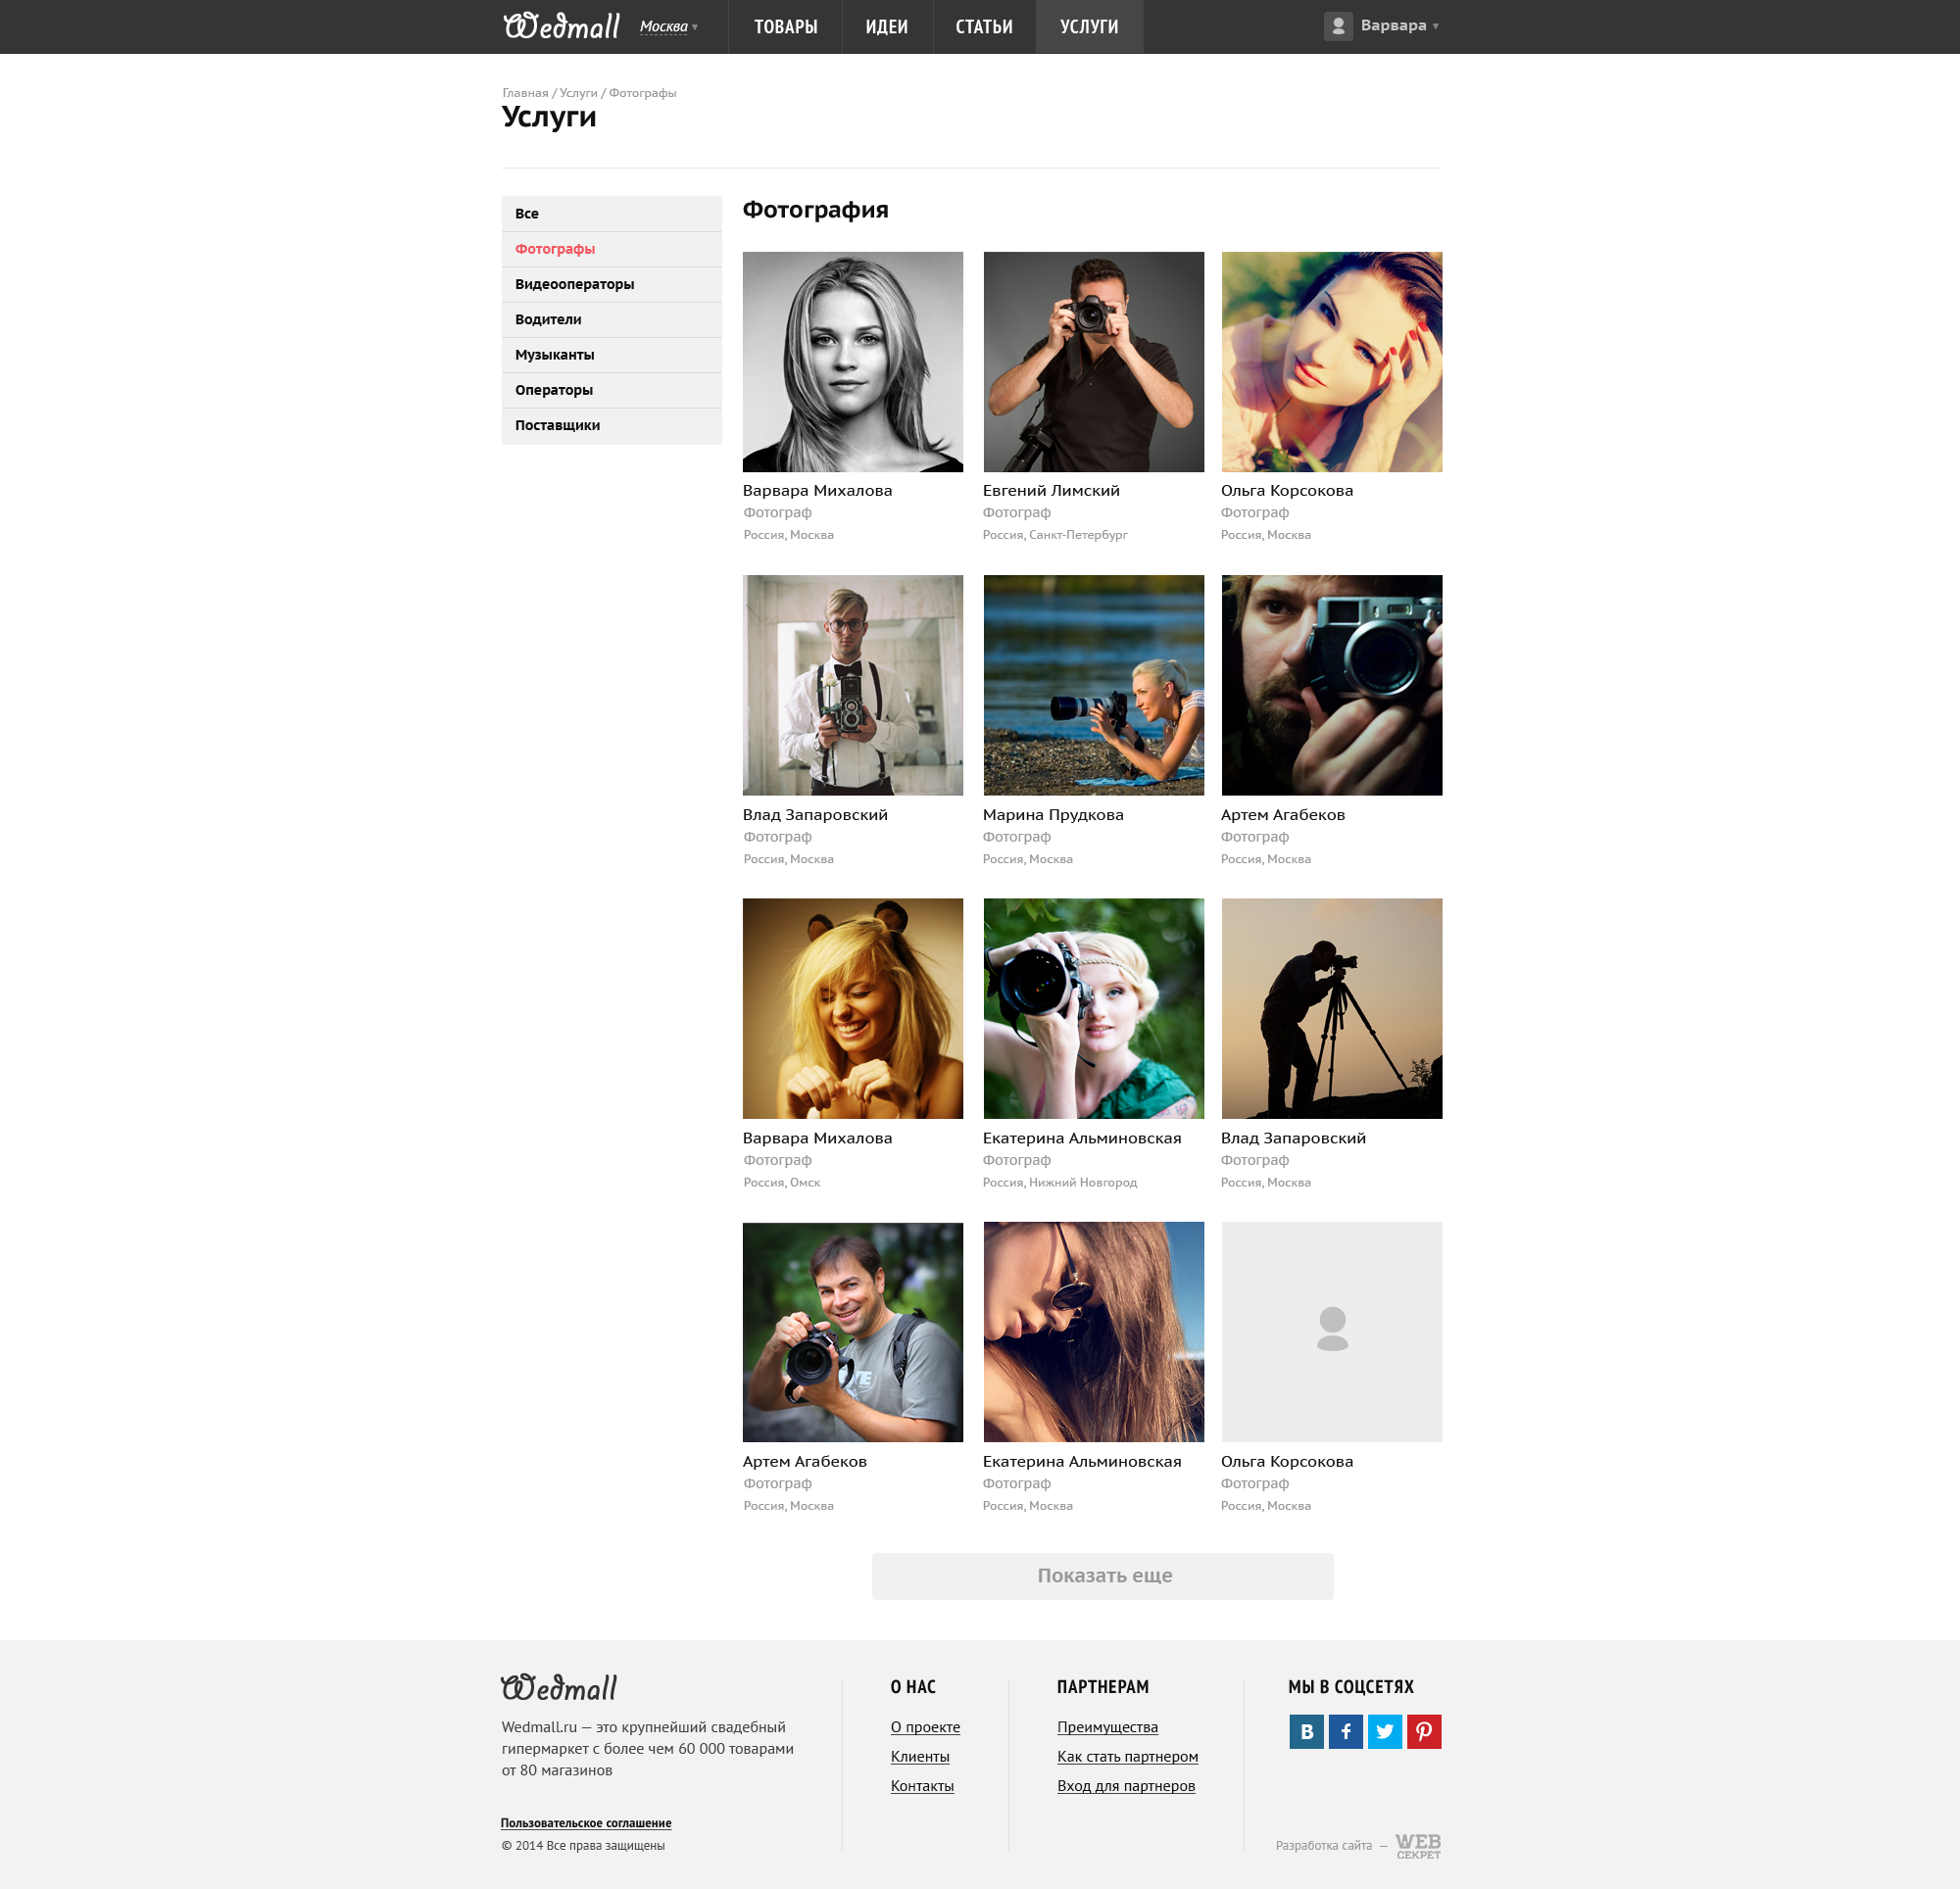 Wedmall Москва ▾ ТОВАРЫ ИДЕИ СТАТЬИ УСЛУГИ Варвара ▾
Главная / Услуги / Фотографы
Услуги
Все
Фотографы
Видеооператоры
Водители
Музыканты
Операторы
Поставщики
Фотография
Варвара Михалова
Фотограф
Россия, Москва
Евгений Лимский
Фотограф
Россия, Санкт-Петербург
Ольга Корсокова
Фотограф
Россия, Москва
Влад Запаровский
Фотограф
Россия, Москва
Марина Прудкова
Фотограф
Россия, Москва
Артем Агабеков
Фотограф
Россия, Москва
Варвара Михалова
Фотограф
Россия, Омск
Екатерина Альминовская
Фотограф
Россия, Нижний Новгород
Влад Запаровский
Фотограф
Россия, Москва
Артем Агабеков
Фотограф
Россия, Москва
Екатерина Альминовская
Фотограф
Россия, Москва
Ольга Корсокова
Фотограф
Россия, Москва
Показать еще
Wedmall
Wedmall.ru — это крупнейший свадебный
гипермаркет с более чем 60 000 товарами
от 80 магазинов
Пользовательское соглашение
© 2014 Все права защищены
О НАС
О проекте
Клиенты
Контакты
ПАРТНЕРАМ
Преимущества
Как стать партнером
Вход для партнеров
МЫ В СОЦСЕТЯХ
Разработка сайта —
WEB
СЕКРЕТ